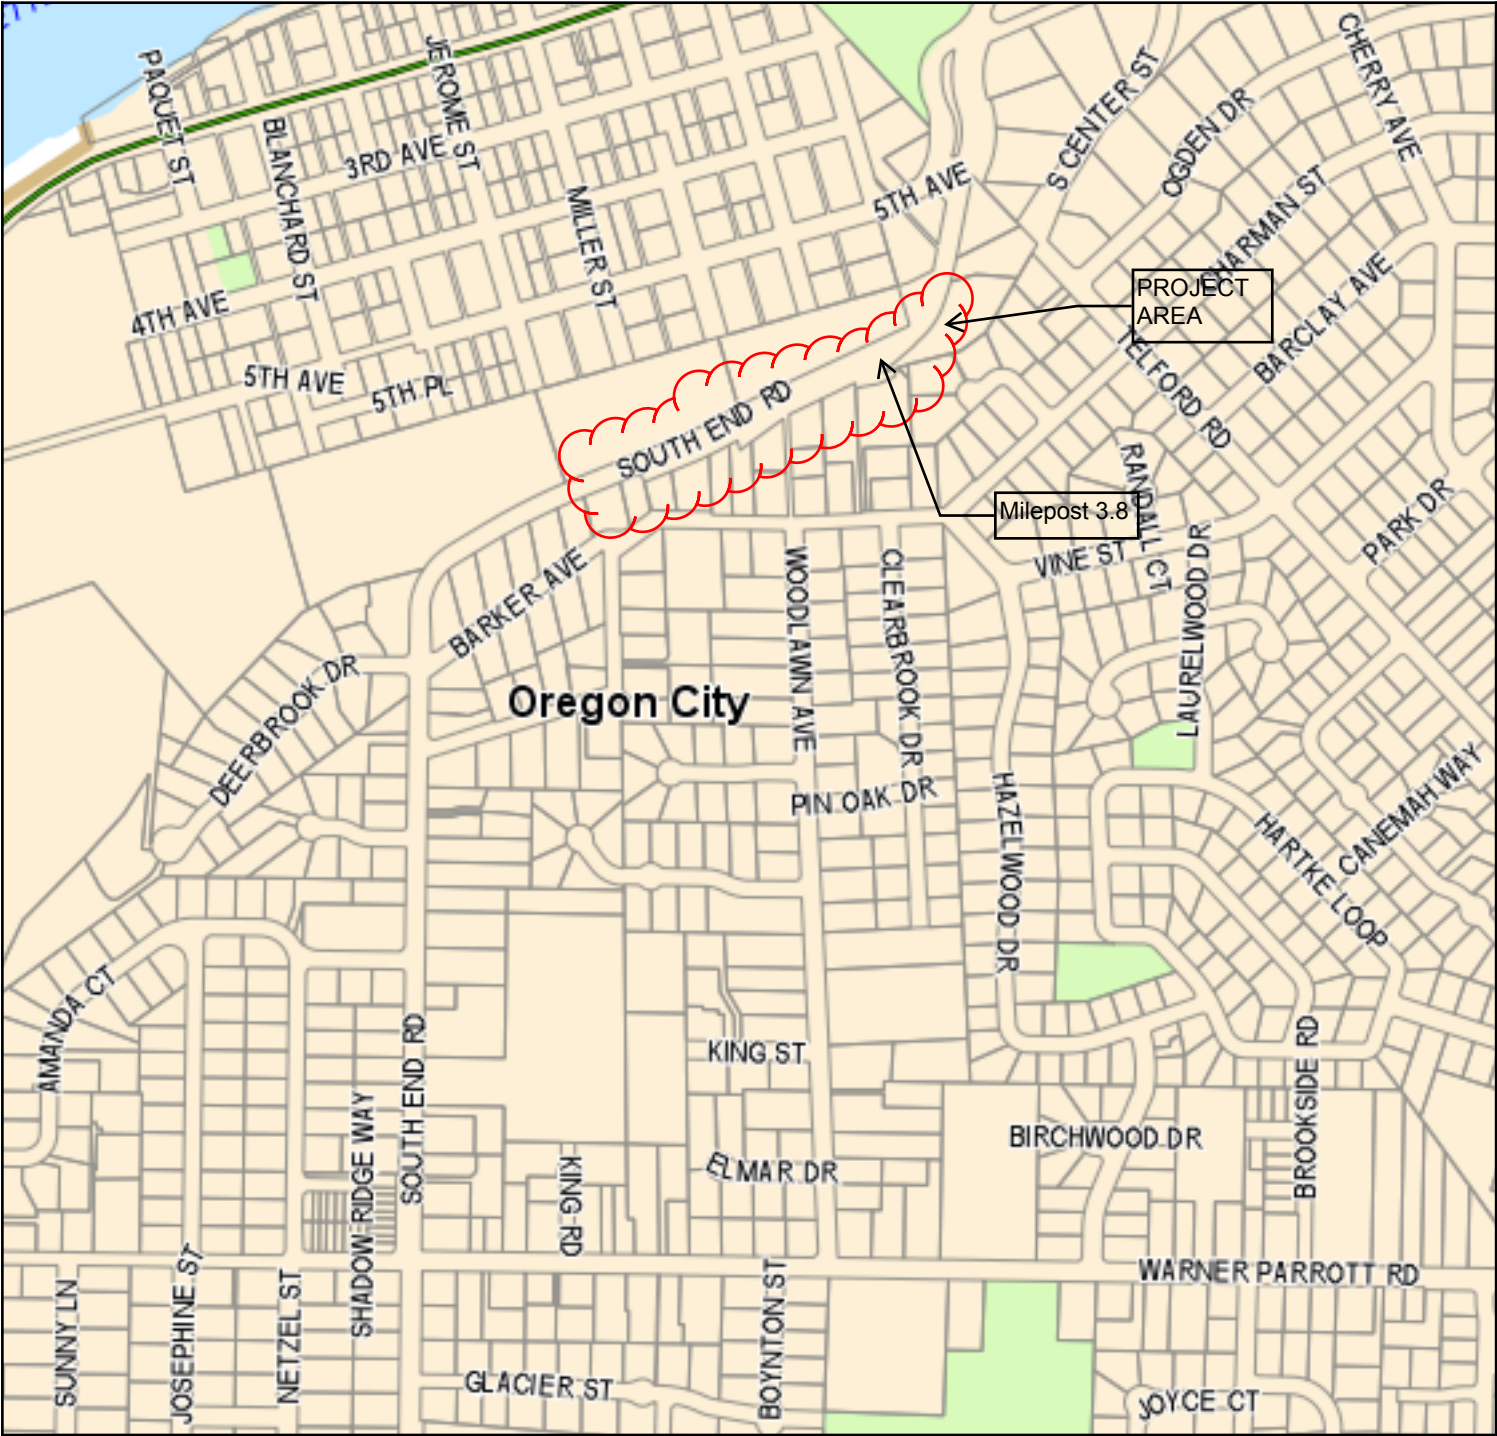 PAQUET ST
JEROME ST
CHERRY AVE
S CENTER ST
OGDEN DR
BLANCHARD ST
3RD AVE
5TH AVE
CHARMAN ST
MILLER ST
4TH AVE
PROJECT
AREA
BARCLAY AVE
5TH AVE
5TH PL
TELFORD RD
SOUTH END RD
RANDALL CT
Milepost 3.8
PARK DR
VINE ST
LAURELWOOD DR
BARKER AVE
WOODLAWN AVE
CLEARBROOK DR
DEERBROOK DR
Oregon City
PIN OAK DR
HAZELWOOD DR
CANEMAH WAY
HARTKE LOOP
AMANDA CT
SOUTH END RD
KING ST
BROOKSIDE RD
SHADOW RIDGE WAY
BIRCHWOOD DR
KING RD
ELMAR DR
WARNER PARROTT RD
SUNNY LN
JOSEPHINE ST
NETZEL ST
BOYNTON ST
GLACIER ST
JOYCE CT